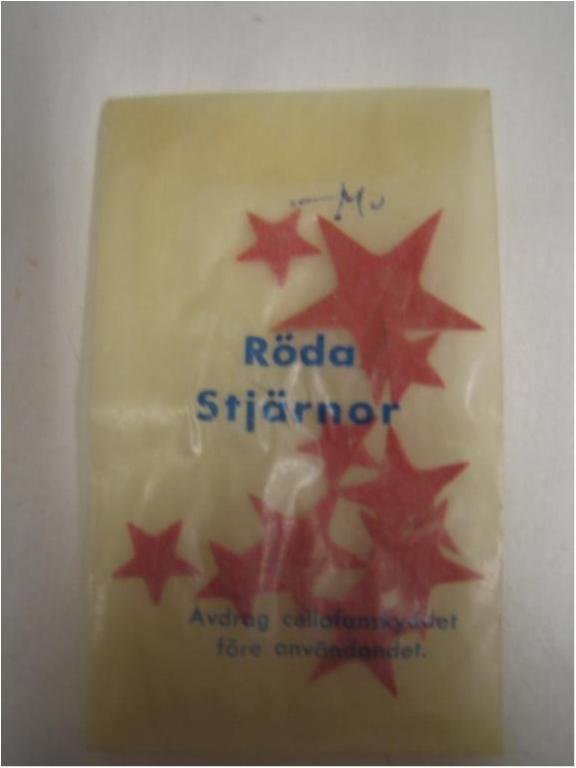 Röda
Stjärnor
Avdrag cellofanskyddet
före användandet.